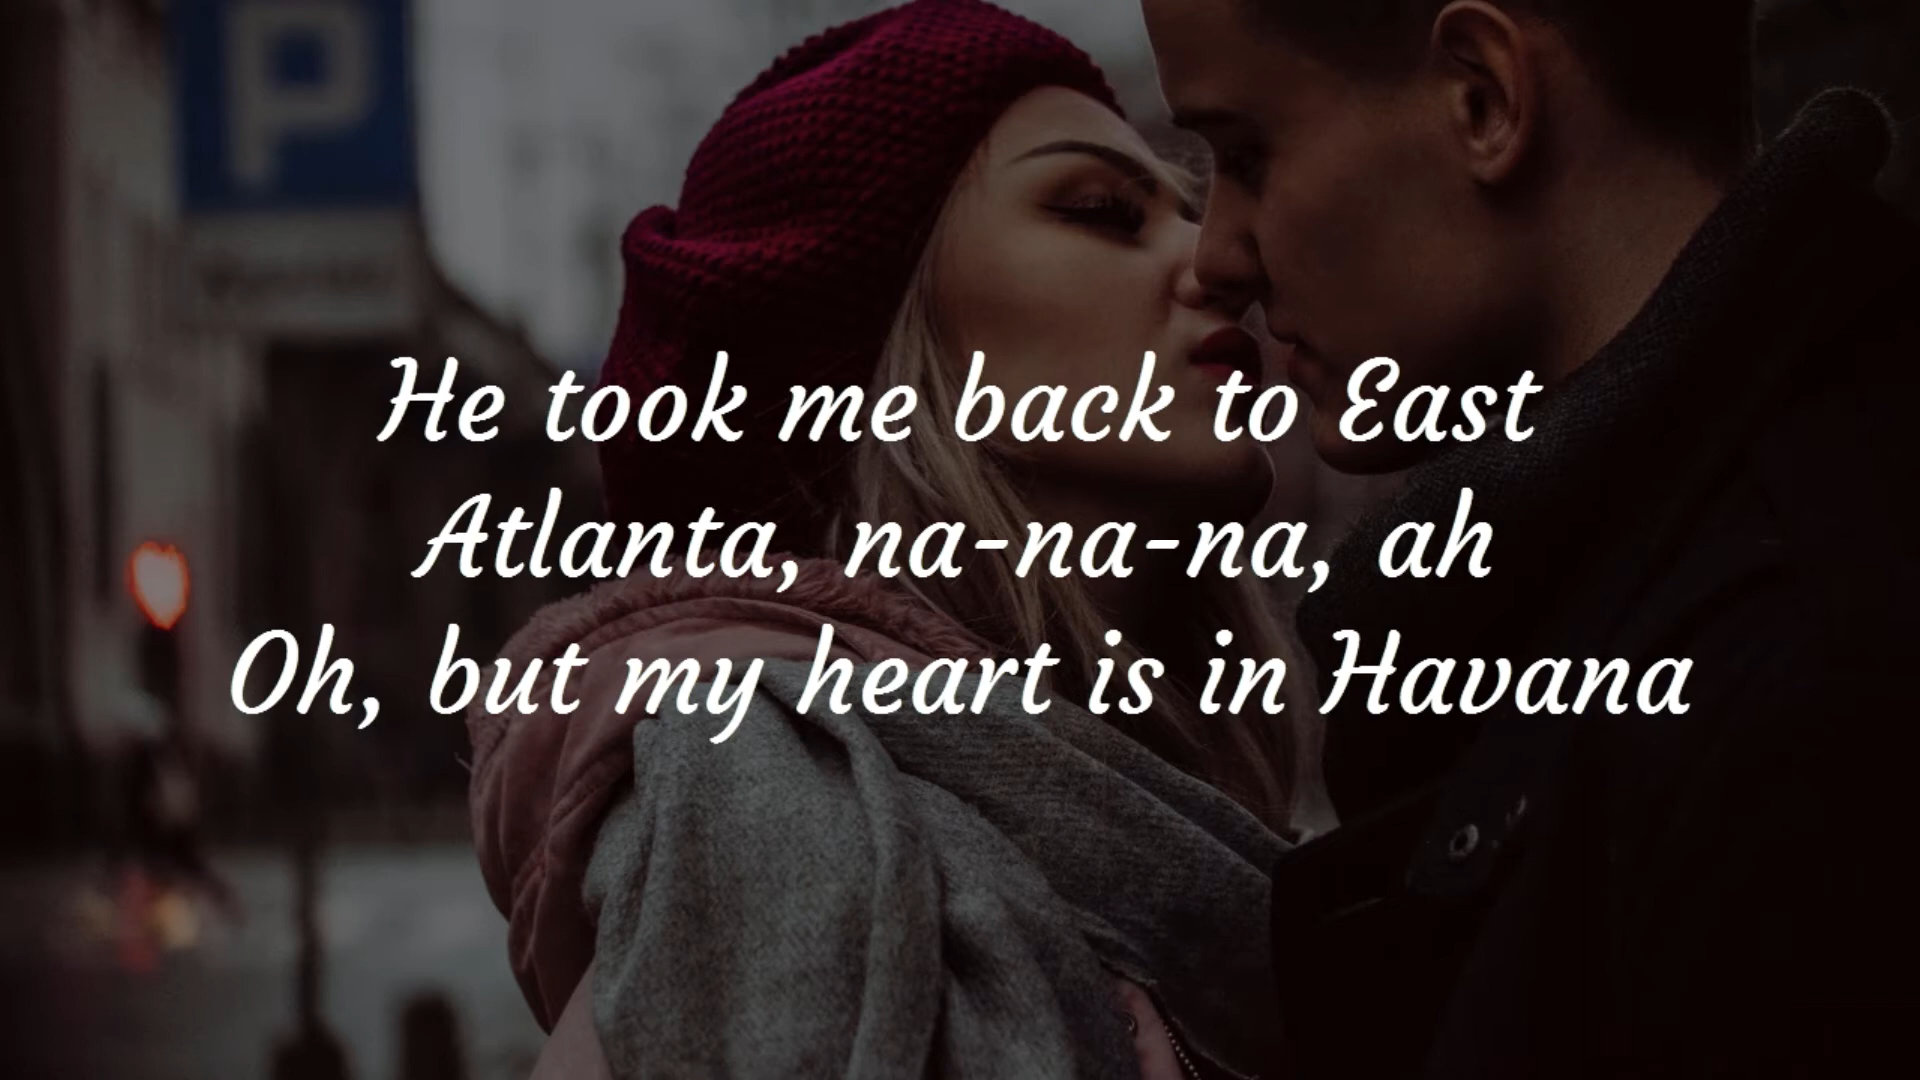 P
He took me back to East
Atlanta, na-na-na, ah
Oh, but my heart is in Havana